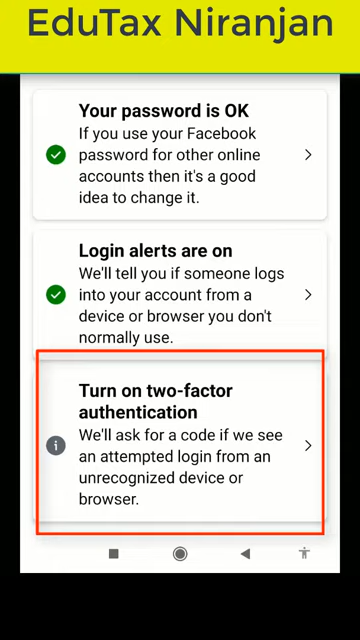 EduTax Niranjan
Your password is OK
If you use your Facebook
password for other online
accounts then it's a good
idea to change it.
Login alerts are on
We'll tell you if someone logs
into your account from a
device or browser you don't
normally use.
Turn on two-factor
authentication
We'll ask for a code if we see
an attempted login from an
unrecognized device or
browser.